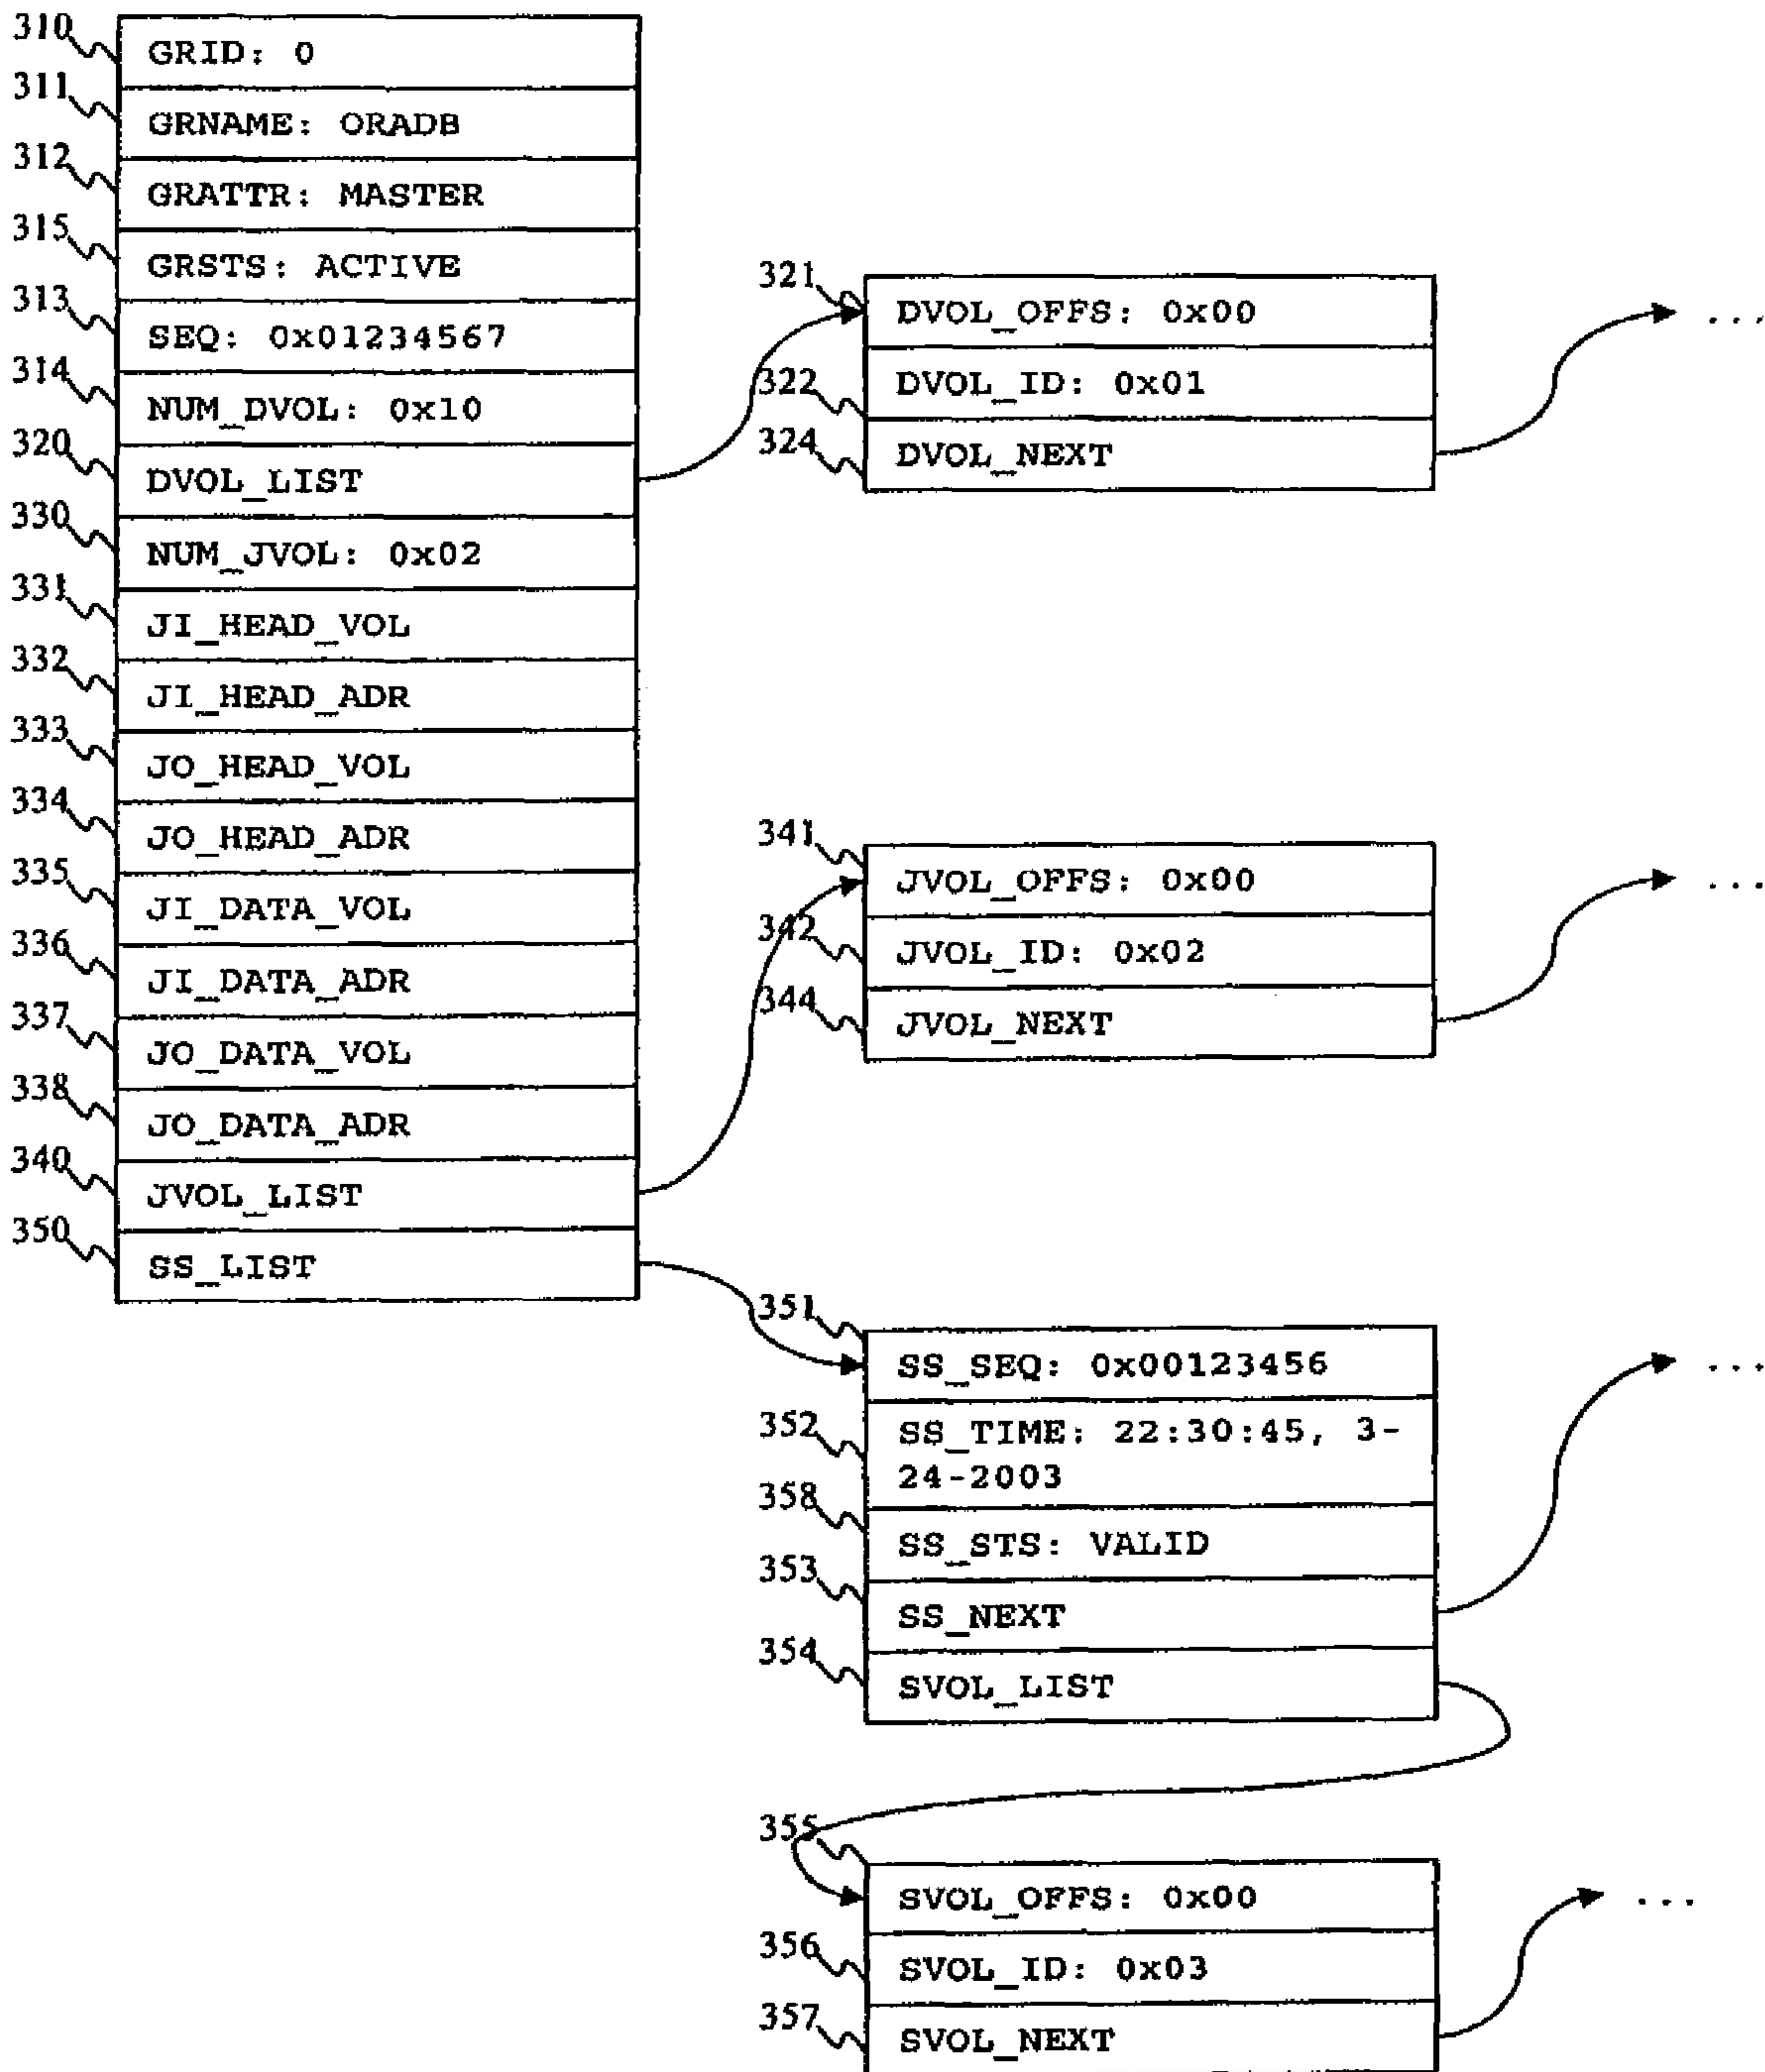 310
GRID: 0
311
GRNAME: ORADB
312
GRATTR: MASTER
315
GRSTS: ACTIVE
313
SEQ: 0x01234567
314
NUM_DVOL: 0x10
320
DVOL_LIST
330
NUM_JVOL: 0x02
331
JI_HEAD_VOL
332
JI_HEAD_ADR
333
JO_HEAD_VOL
334
JO_HEAD_ADR
335
JI_DATA_VOL
336
JI_DATA_ADR
337
JO_DATA_VOL
338
JO_DATA_ADR
340
JVOL_LIST
350
SS_LIST
321
DVOL_OFFS: 0x00
...
322
DVOL_ID: 0x01
324
DVOL_NEXT
341
JVOL_OFFS: 0x00
...
342
JVOL_ID: 0x02
344
JVOL_NEXT
351
SS_SEQ: 0x00123456
...
352
SS_TIME: 22:30:45, 3-
24-2003
358
SS_STS: VALID
353
SS_NEXT
354
SVOL_LIST
355
SVOL_OFFS: 0x00
...
356
SVOL_ID: 0x03
357
SVOL_NEXT